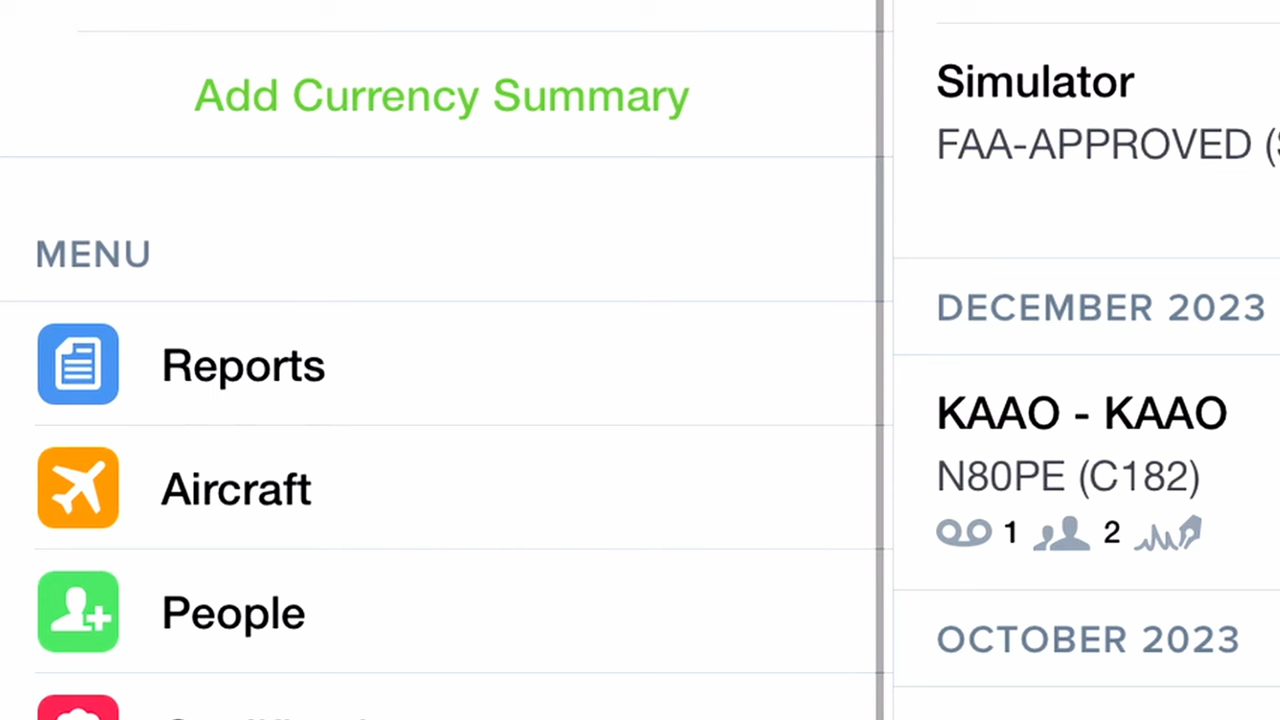 Add Currency Summary
MENU
Reports
Aircraft
People
Simulator
FAA-APPROVED (
DECEMBER 2023
KAAO - KAAO
N80PE (C182)
1 2
OCTOBER 2023